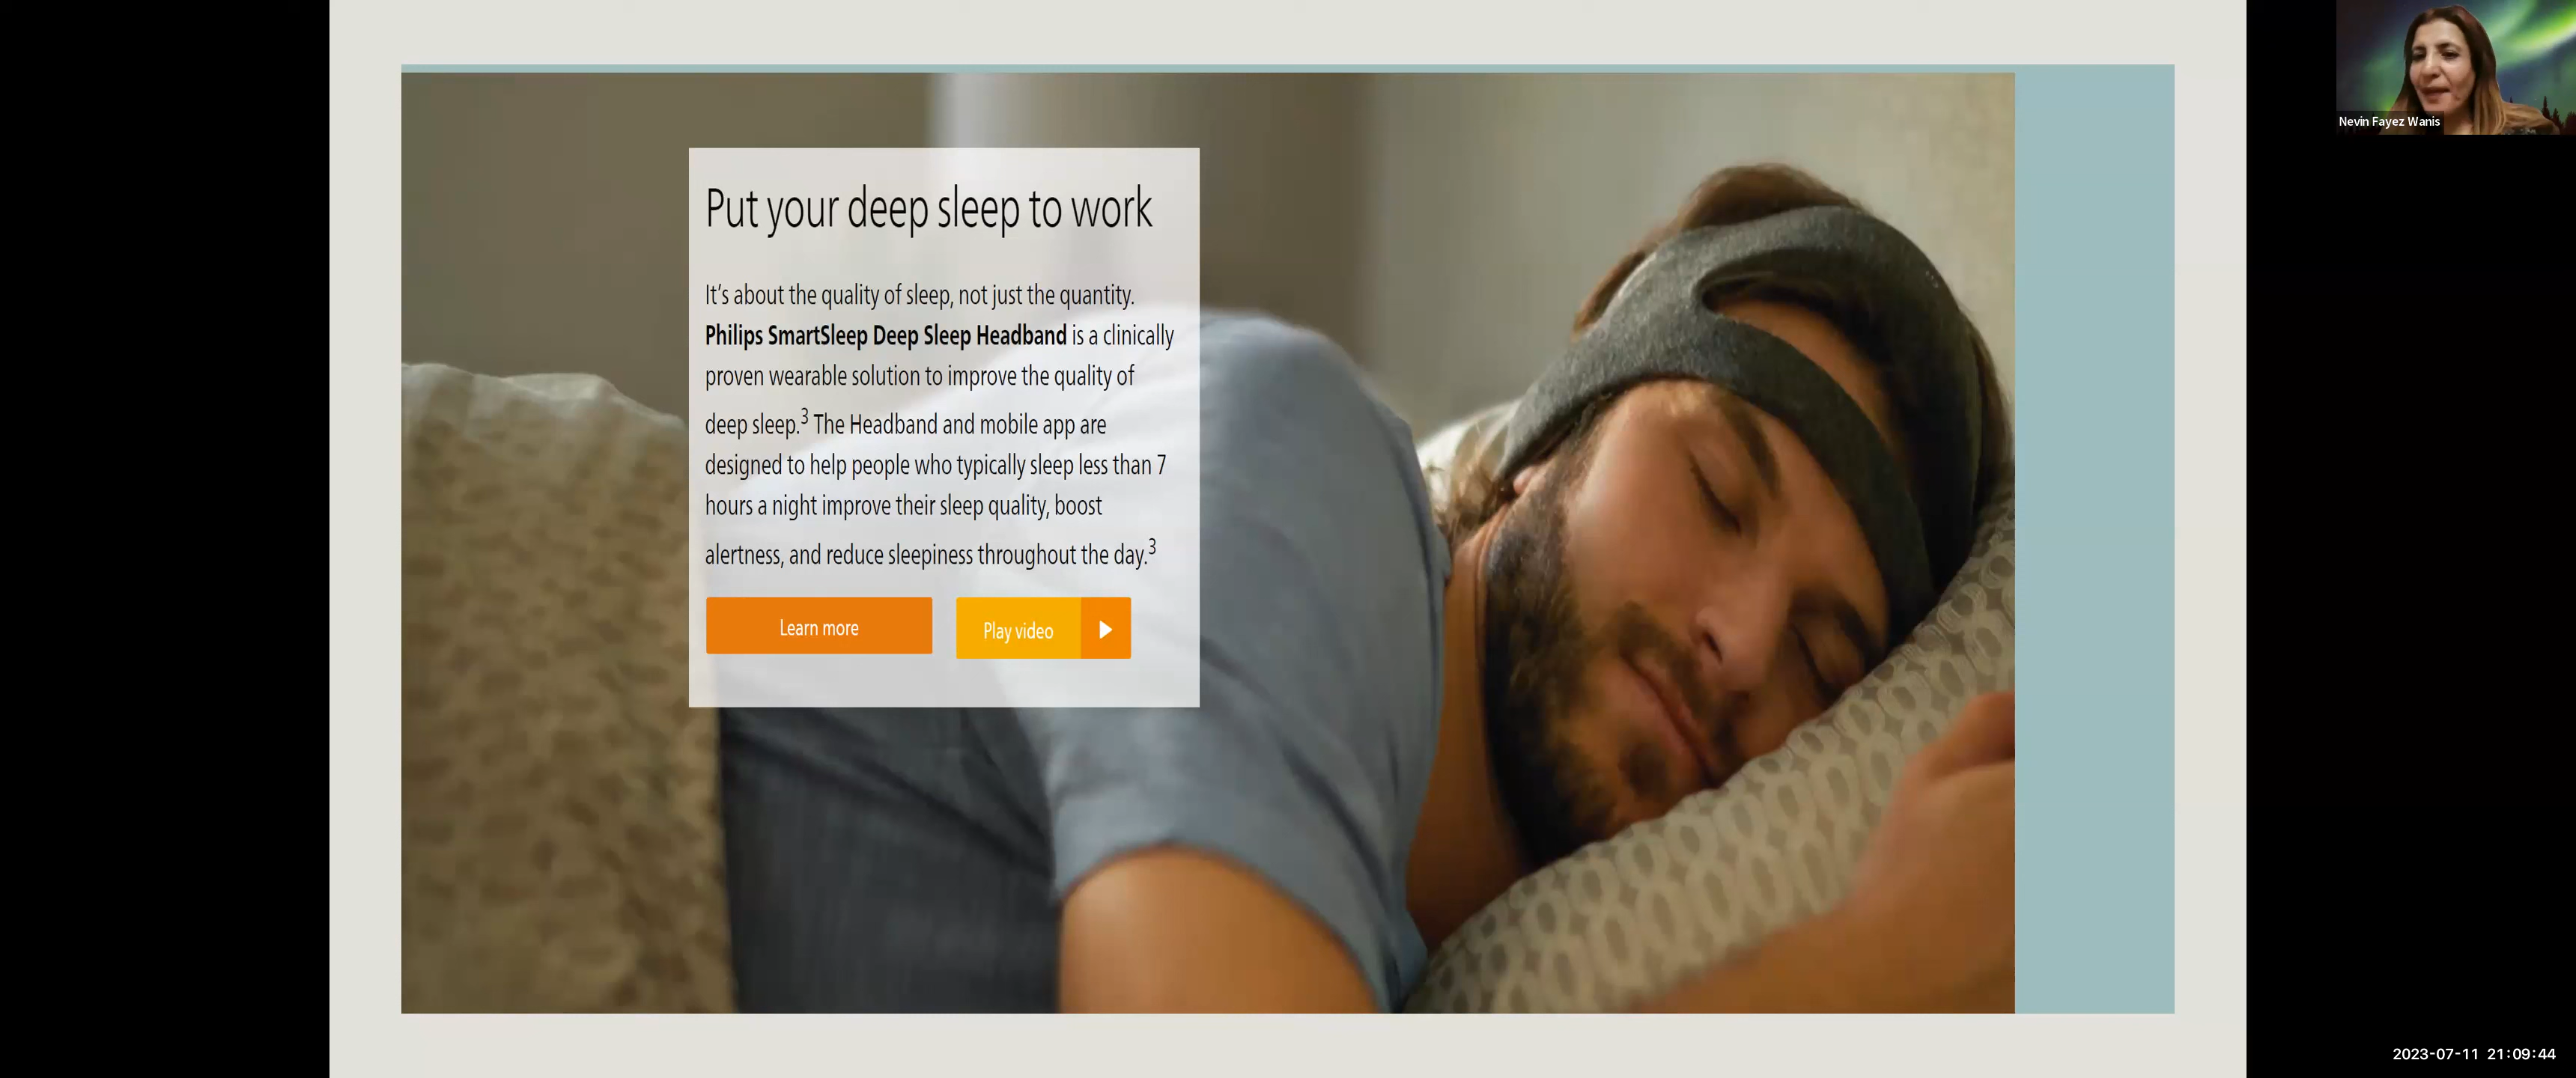 Put your deep sleep to work
It's about the quality of sleep, not just the quantity.
Philips SmartSleep Deep Sleep Headband is a clinically
proven wearable solution to improve the quality of
deep sleep.3 The Headband and mobile app are
designed to help people who typically sleep less than 7
hours a night improve their sleep quality, boost
alertness, and reduce sleepiness throughout the day.3
Learn more
Play video
Nevin Fayez Wanis
2023-07-11 21:09:44